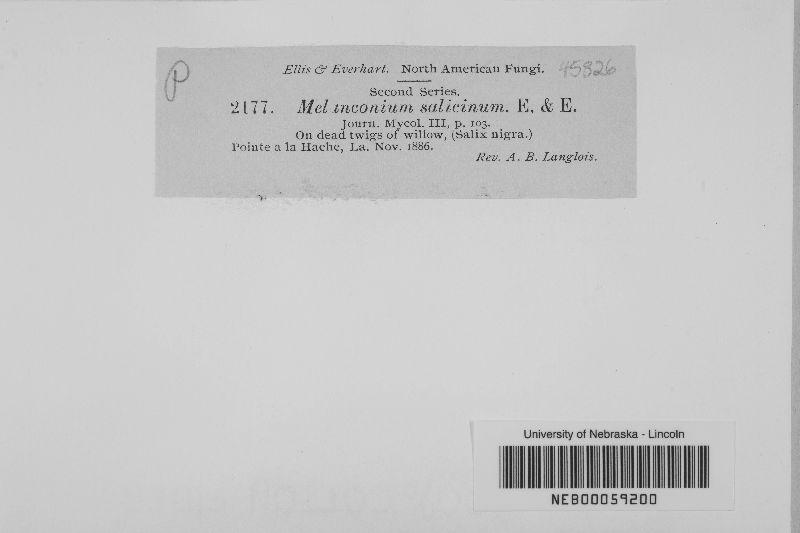 P
Ellis & Everhart. North American Fungi. 45326
Second Series.
2177. Melanconium salicinum. E. & E.
Journ. Mycol. III, p. 103.
On dead twigs of willow, (Salix nigra.)
Pointe a la Hache, La. Nov. 1886.
Rev. A. B. Langlois.
University of Nebraska - Lincoln
NEB00059200